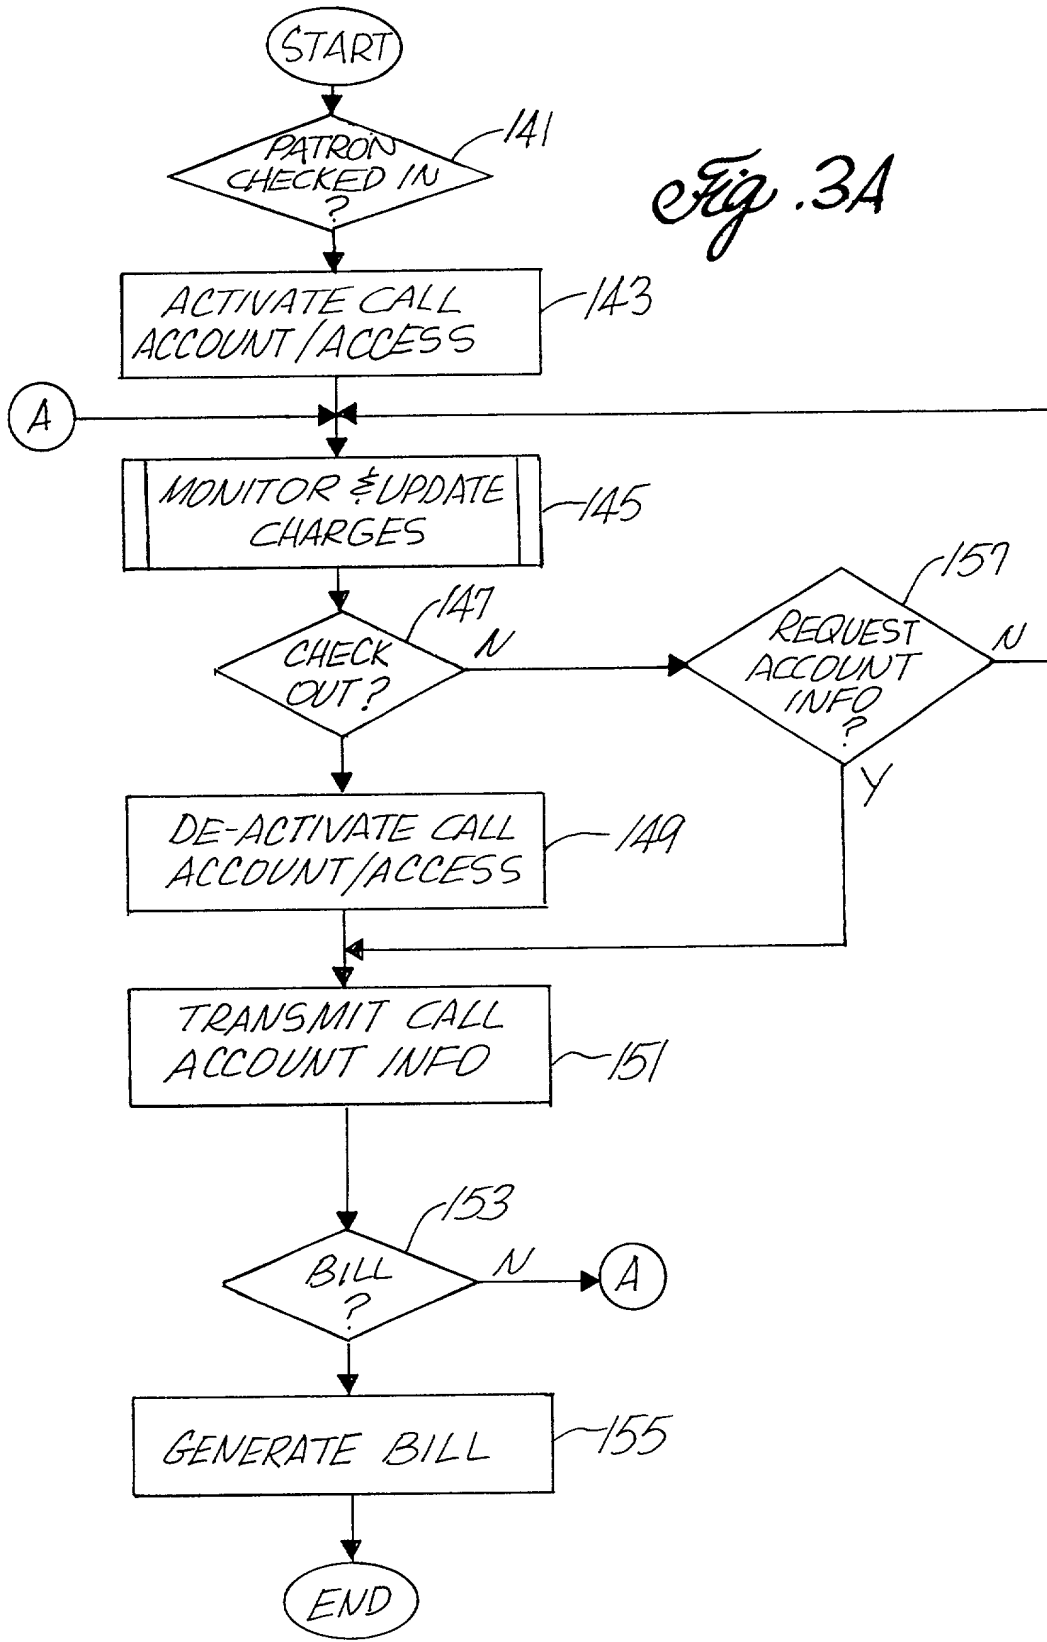 START
141
PATRON
CHECKED IN
?
Fig. 3A
ACTIVATE CALL
ACCOUNT/ACCESS
143
A
MONITOR & UPDATE
CHARGES
145
147
CHECK
OUT?
N
157
REQUEST
ACCOUNT
INFO
?
N
Y
DE-ACTIVATE CALL
ACCOUNT/ACCESS
149
TRANSMIT CALL
ACCOUNT INFO
151
153
BILL
?
N
A
GENERATE BILL
155
END